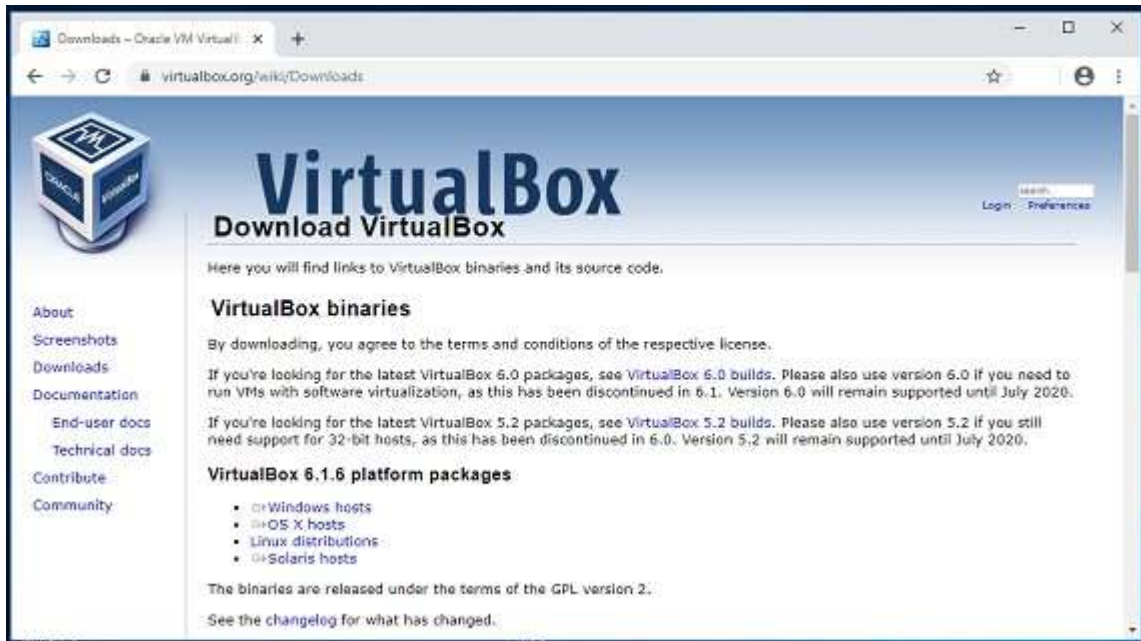 Downloads – Oracle VM Virtual
virtualbox.org/wiki/Downloads
ORACLE
VirtualBox
VirtualBox
search
Login Preferences
Download VirtualBox
Here you will find links to VirtualBox binaries and its source code.
About
Screenshots
Downloads
Documentation
End-user docs
Technical docs
Contribute
Community
VirtualBox binaries
By downloading, you agree to the terms and conditions of the respective license.
If you're looking for the latest VirtualBox 6.0 packages, see VirtualBox 6.0 builds. Please also use version 6.0 if you need to
run VMs with software virtualization, as this has been discontinued in 6.1. Version 6.0 will remain supported until July 2020.
If you're looking for the latest VirtualBox 5.2 packages, see VirtualBox 5.2 builds. Please also use version 5.2 if you still
need support for 32-bit hosts, as this has been discontinued in 6.0. Version 5.2 will remain supported until July 2020.
VirtualBox 6.1.6 platform packages
Windows hosts
OS X hosts
Linux distributions
Solaris hosts
The binaries are released under the terms of the GPL version 2.
See the changelog for what has changed.